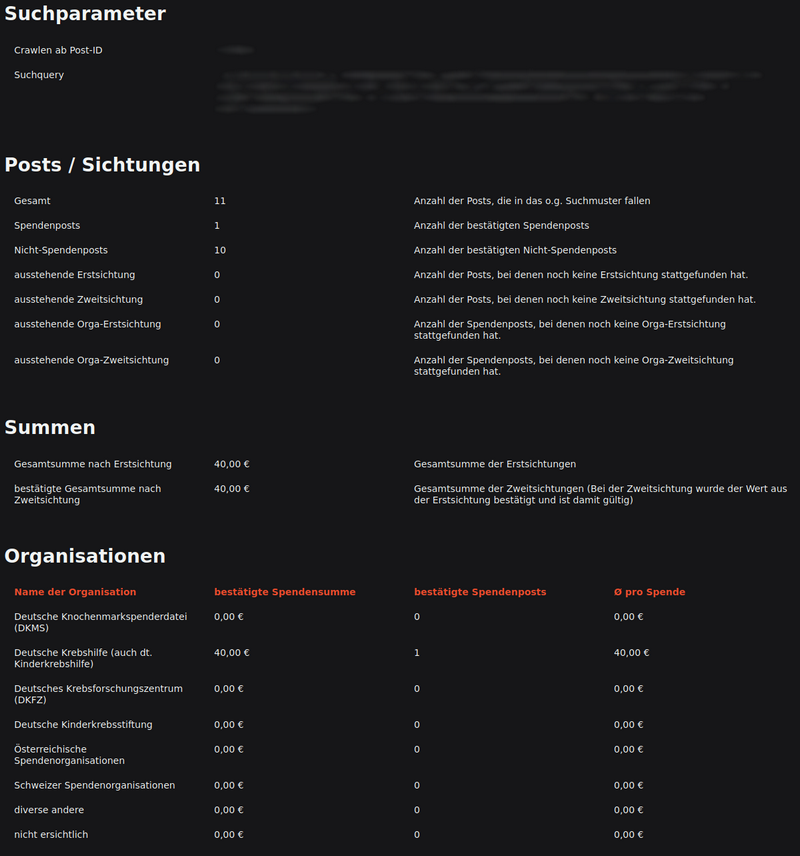 Suchparameter
Crawlen ab Post-ID
Suchquery
Posts / Sichtungen
Gesamt 11 Anzahl der Posts, die in das o.g. Suchmuster fallen
Spendenposts 1 Anzahl der bestätigten Spendenposts
Nicht-Spendenposts 10 Anzahl der bestätigten Nicht-Spendenposts
ausstehende Erstsichtung 0 Anzahl der Posts, bei denen noch keine Erstsichtung stattgefunden hat.
ausstehende Zweitsichtung 0 Anzahl der Posts, bei denen noch keine Zweitsichtung stattgefunden hat.
ausstehende Orga-Erstsichtung 0 Anzahl der Spendenposts, bei denen noch keine Orga-Erstsichtung
stattgefunden hat.
ausstehende Orga-Zweitsichtung 0 Anzahl der Spendenposts, bei denen noch keine Orga-Zweitsichtung
stattgefunden hat.
Summen
Gesamtsumme nach Erstsichtung 40,00 € Gesamtsumme der Erstsichtungen
bestätigte Gesamtsumme nach 40,00 € Gesamtsumme der Zweitsichtungen (Bei der Zweitsichtung wurde der Wert aus
Zweitsichtung der Erstsichtung bestätigt und ist damit gültig)
Organisationen
Name der Organisation bestätigte Spendensumme bestätigte Spendenposts Ø pro Spende
Deutsche Knochenmarkspenderdatei 0,00 € 0 0,00 €
(DKMS)
Deutsche Krebshilfe (auch dt. 40,00 € 1 40,00 €
Kinderkrebshilfe)
Deutsches Krebsforschungszentrum 0,00 € 0 0,00 €
(DKFZ)
Deutsche Kinderkrebsstiftung 0,00 € 0 0,00 €
Österreichische 0,00 € 0 0,00 €
Spendenorganisationen
Schweizer Spendenorganisationen 0,00 € 0 0,00 €
diverse andere 0,00 € 0 0,00 €
nicht ersichtlich 0,00 € 0 0,00 €